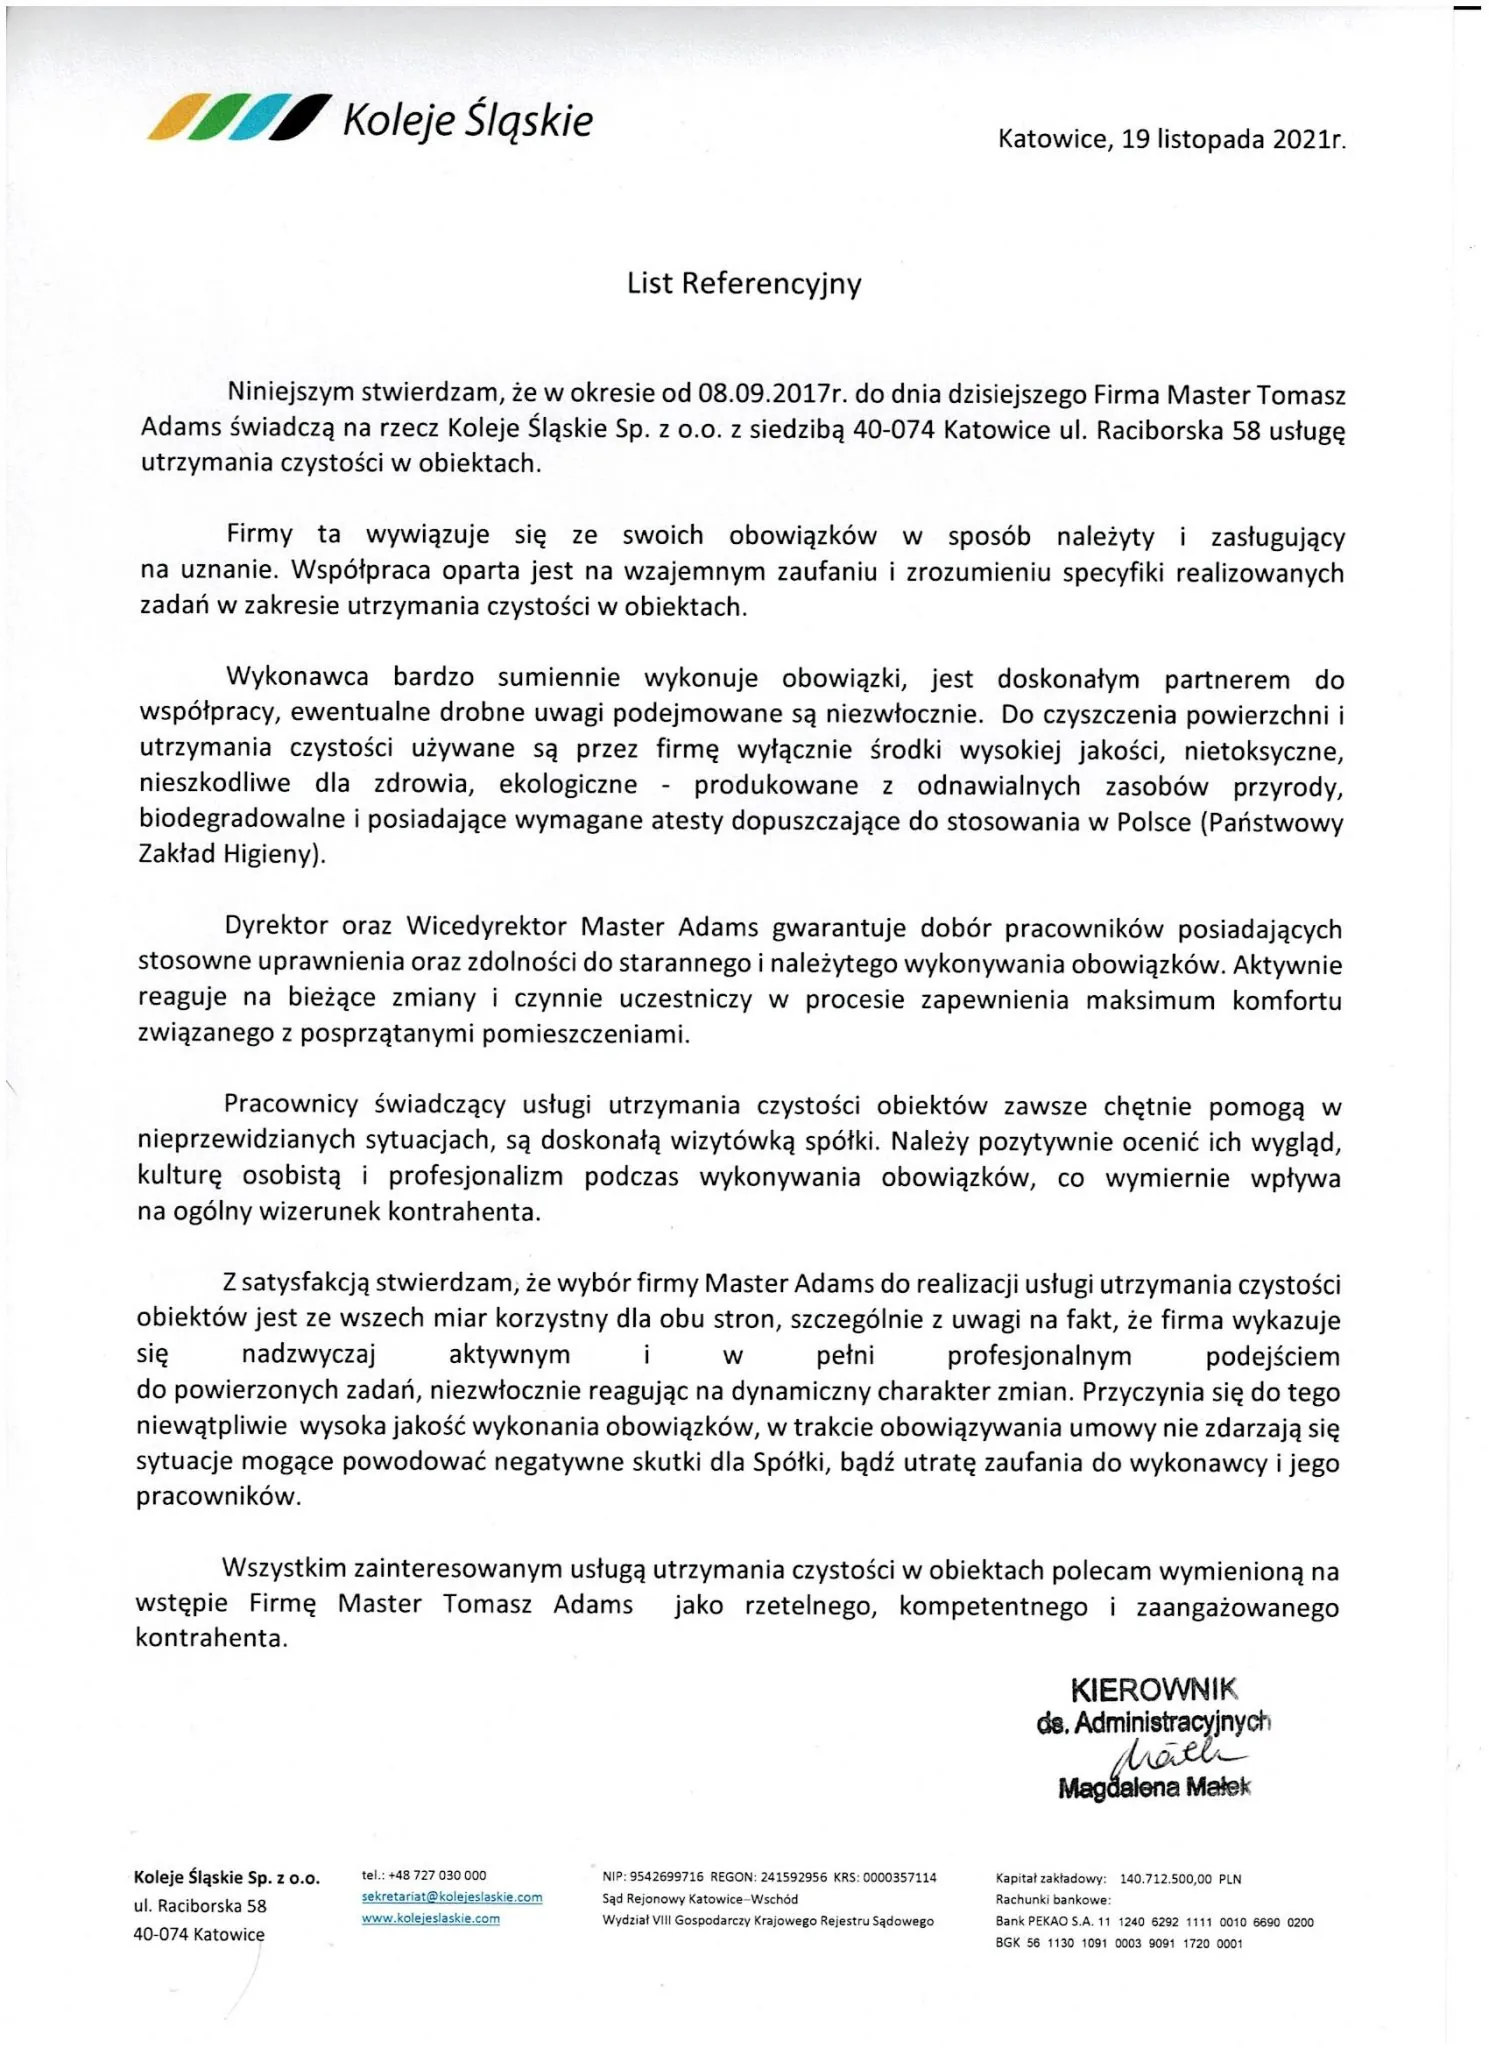 Koleje Śląskie
Katowice, 19 listopada 2021r.
List Referencyjny
Niniejszym stwierdzam, że w okresie od 08.09.2017r. do dnia dzisiejszego Firma Master Tomasz
Adams świadczą na rzecz Koleje Śląskie Sp. z o.o. z siedzibą 40-074 Katowice ul. Raciborska 58 usługę
utrzymania czystości w obiektach.
Firmy ta wywiązuje się ze swoich obowiązków w sposób należyty i zasługujący
na uznanie. Współpraca oparta jest na wzajemnym zaufaniu i zrozumieniu specyfiki realizowanych
zadań w zakresie utrzymania czystości w obiektach.
Wykonawca bardzo sumiennie wykonuje obowiązki, jest doskonałym partnerem do
współpracy, ewentualne drobne uwagi podejmowane są niezwłocznie. Do czyszczenia powierzchni i
utrzymania czystości używane są przez firmę wyłącznie środki wysokiej jakości, nietoksyczne,
nieszkodliwe dla zdrowia, ekologiczne - produkowane z odnawialnych zasobów przyrody,
biodegradowalne i posiadające wymagane atesty dopuszczające do stosowania w Polsce (Państwowy
Zakład Higieny).
Dyrektor oraz Wicedyrektor Master Adams gwarantuje dobór pracowników posiadających
stosowne uprawnienia oraz zdolności do starannego i należytego wykonywania obowiązków. Aktywnie
reaguje na bieżące zmiany i czynnie uczestniczy w procesie zapewnienia maksimum komfortu
związanego z posprzątanymi pomieszczeniami.
Pracownicy świadczący usługi utrzymania czystości obiektów zawsze chętnie pomogą w
nieprzewidzianych sytuacjach, są doskonałą wizytówką spółki. Należy pozytywnie ocenić ich wygląd,
kulturę osobistą i profesjonalizm podczas wykonywania obowiązków, co wymiernie wpływa
na ogólny wizerunek kontrahenta.
Z satysfakcją stwierdzam, że wybór firmy Master Adams do realizacji usługi utrzymania czystości
obiektów jest ze wszech miar korzystny dla obu stron, szczególnie z uwagi na fakt, że firma wykazuje
się nadzwyczaj aktywnym i w pełni profesjonalnym podejściem
do powierzonych zadań, niezwłocznie reagując na dynamiczny charakter zmian. Przyczynia się do tego
niewątpliwie wysoka jakość wykonania obowiązków, w trakcie obowiązywania umowy nie zdarzają się
sytuacje mogące powodować negatywne skutki dla Spółki, bądź utratę zaufania do wykonawcy i jego
pracowników.
Wszystkim zainteresowanym usługą utrzymania czystości w obiektach polecam wymienioną na
wstępie Firmę Master Tomasz Adams jako rzetelnego, kompetentnego i zaangażowanego
kontrahenta.
KIEROWNIK
ds. Administracyjnych
Magdalena Małek
Koleje Śląskie Sp. z o.o.
ul. Raciborska 58
40-074 Katowice
tel.: +48 727 030 000
sekretariat@kolejeslaskie.com
www.kolejeslaskie.com
NIP: 9542699716 REGON: 241592956 KRS: 0000357114
Sąd Rejonowy Katowice–Wschód
Wydział VIII Gospodarczy Krajowego Rejestru Sądowego
Kapitał zakładowy: 140.712.500,00 PLN
Rachunki bankowe:
Bank PEKAO S.A. 11 1240 6292 1111 0010 6690 0200
BGK 56 1130 1091 0003 9091 1720 0001